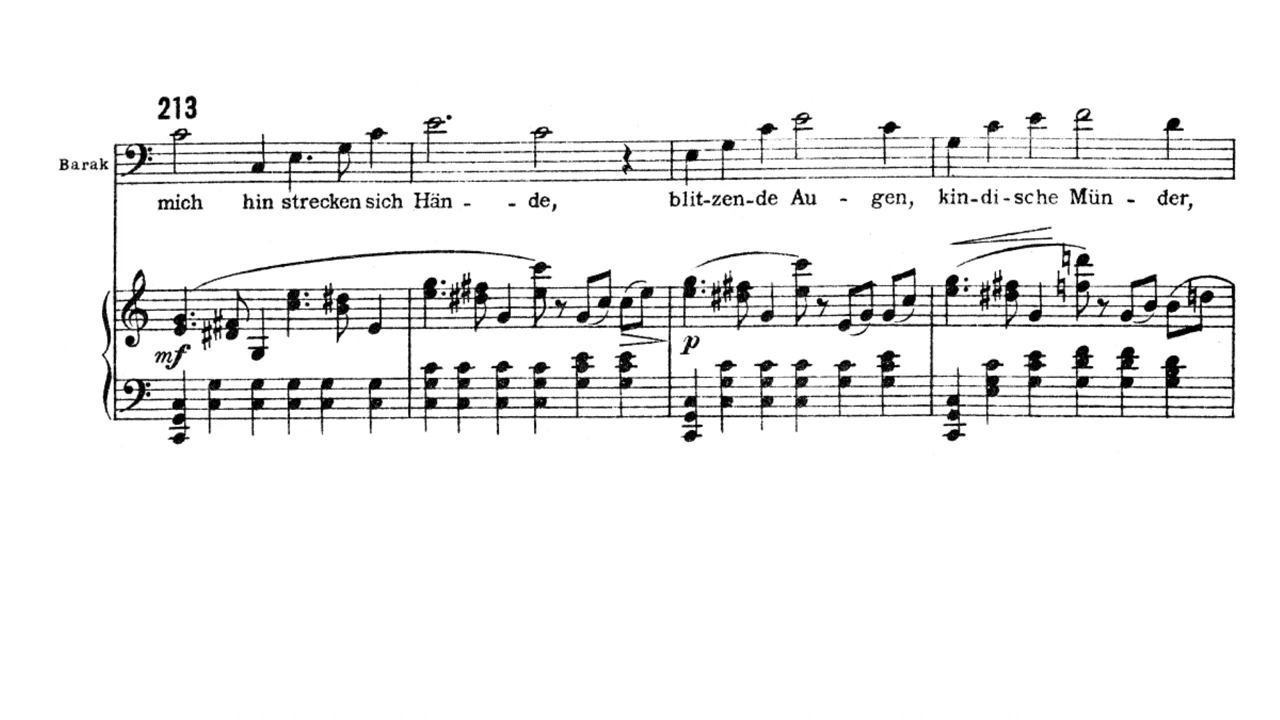 213
Barak
mich hin strecken sich Hän - - de, blit-zen-de Au - gen, kin-di-sche Mün - der,
mf
p